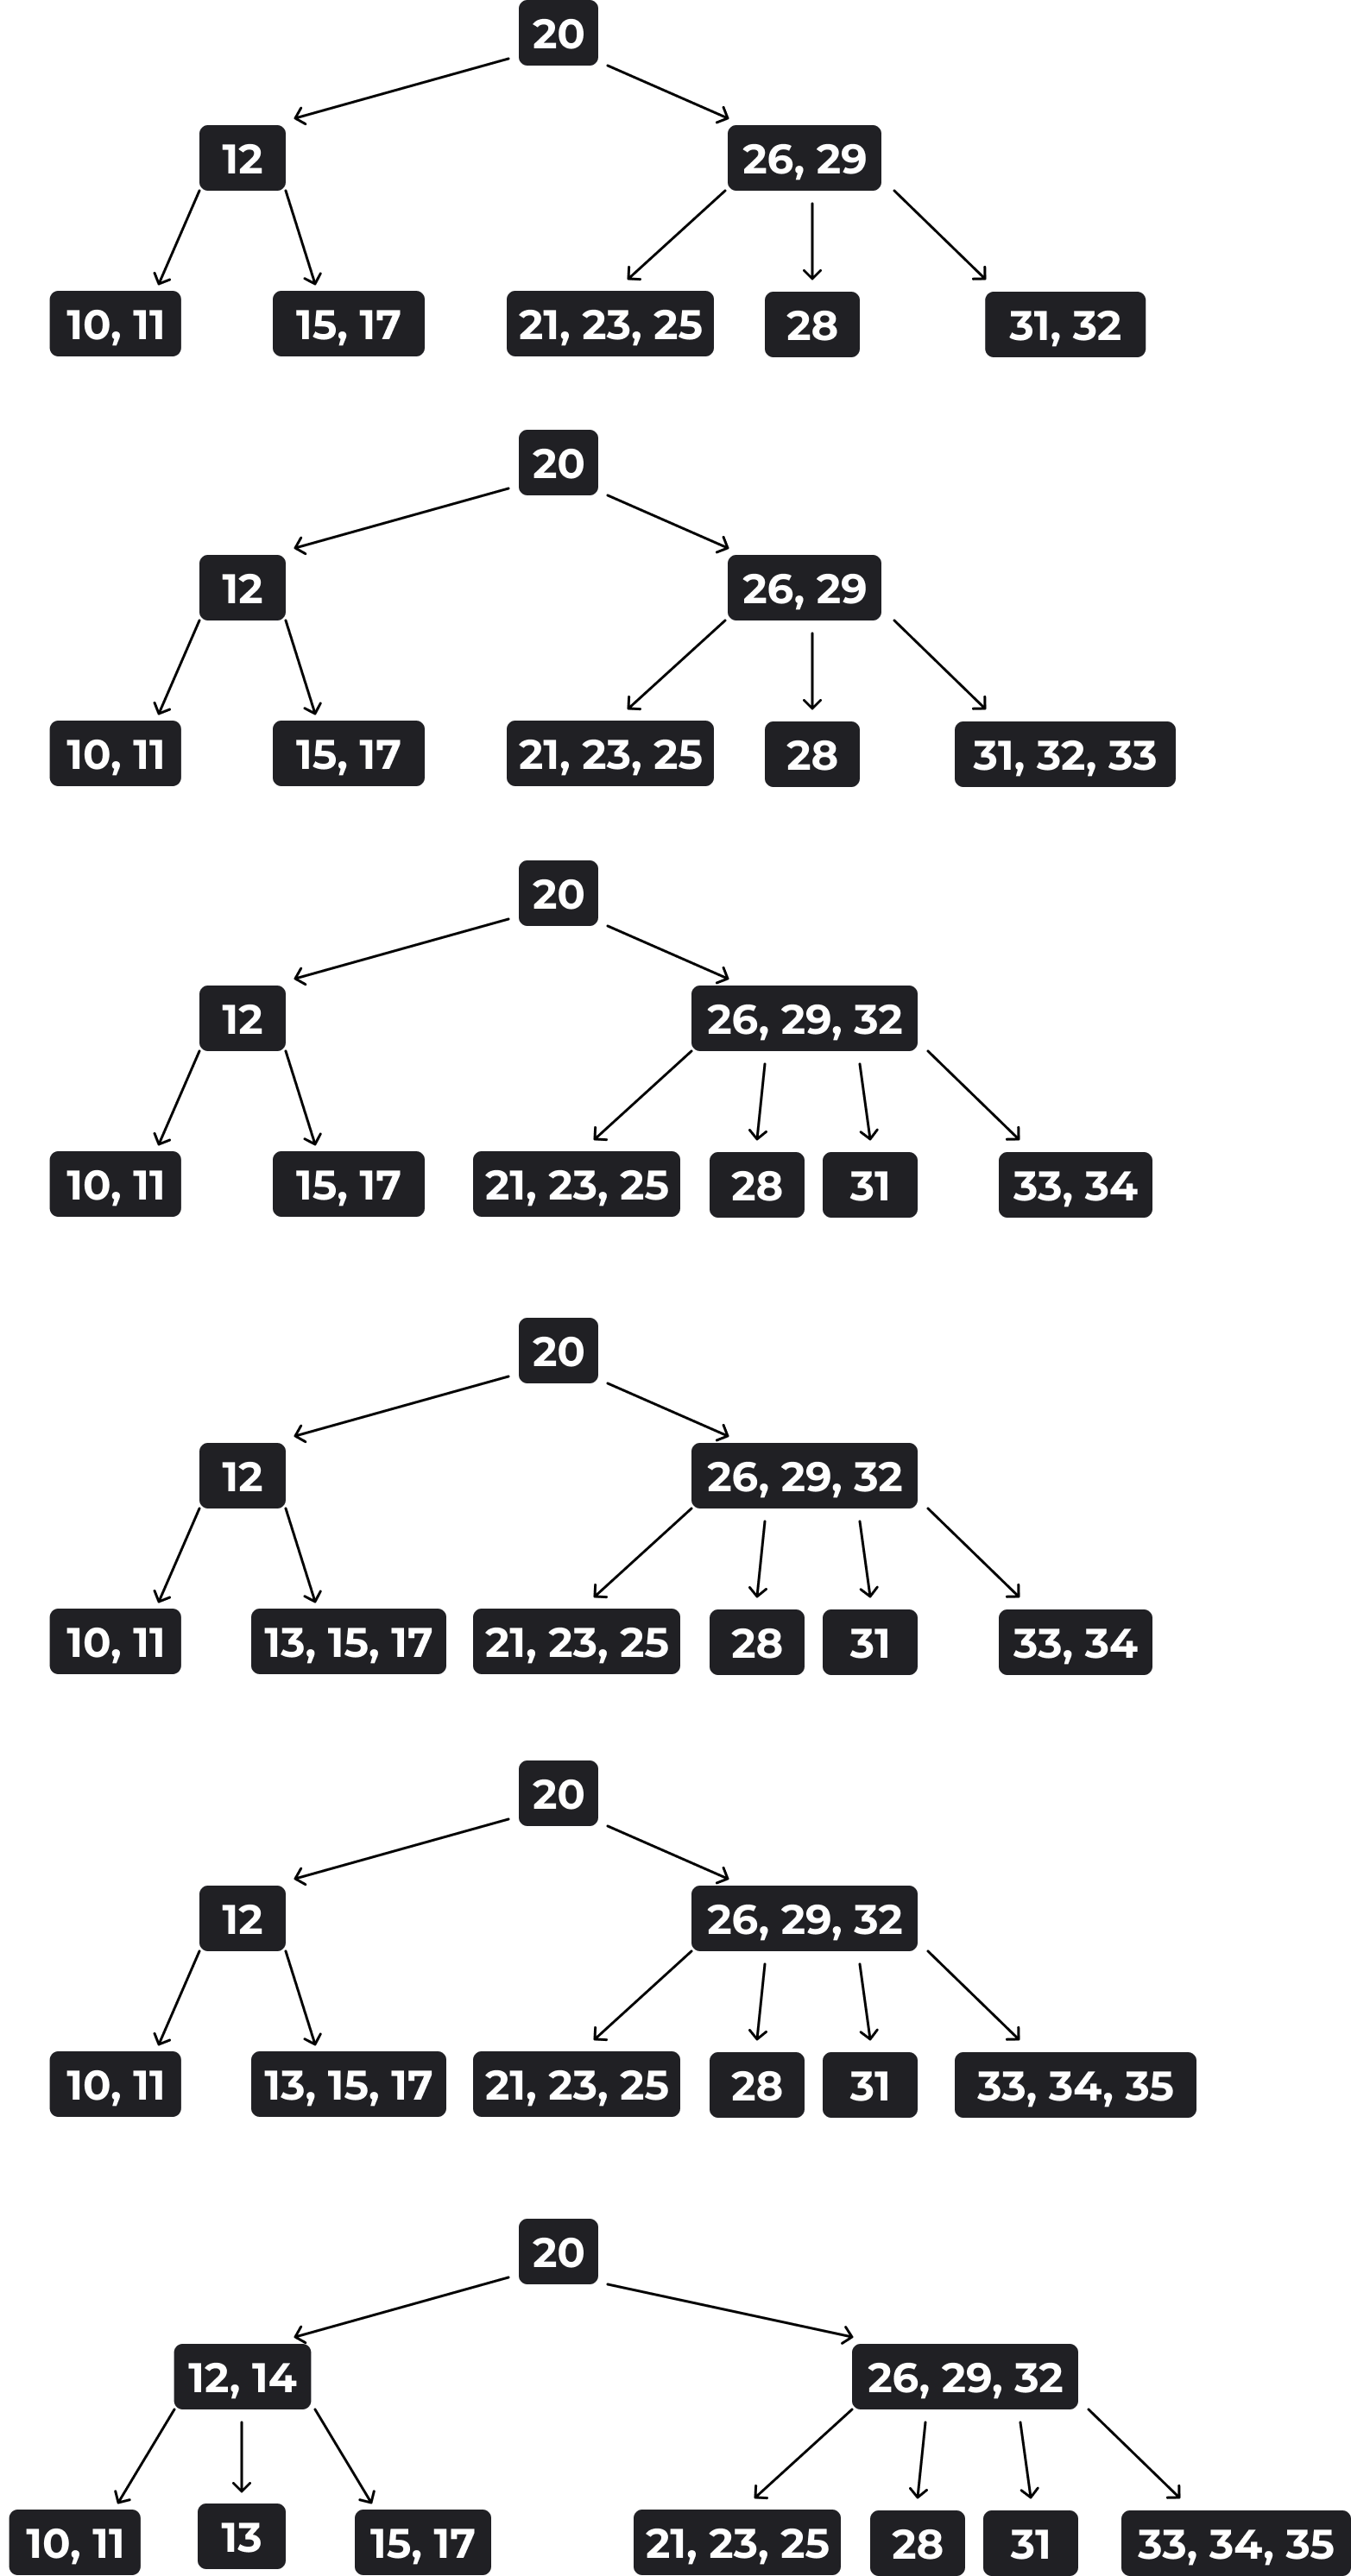 20
12 26, 29
10, 11 15, 17 21, 23, 25 28 31, 32
20
12 26, 29
10, 11 15, 17 21, 23, 25 28 31, 32, 33
20
12 26, 29, 32
10, 11 15, 17 21, 23, 25 28 31 33, 34
20
12 26, 29, 32
10, 11 13, 15, 17 21, 23, 25 28 31 33, 34
20
12 26, 29, 32
10, 11 13, 15, 17 21, 23, 25 28 31 33, 34, 35
20
12, 14 26, 29, 32
10, 11 13 15, 17 21, 23, 25 28 31 33, 34, 35